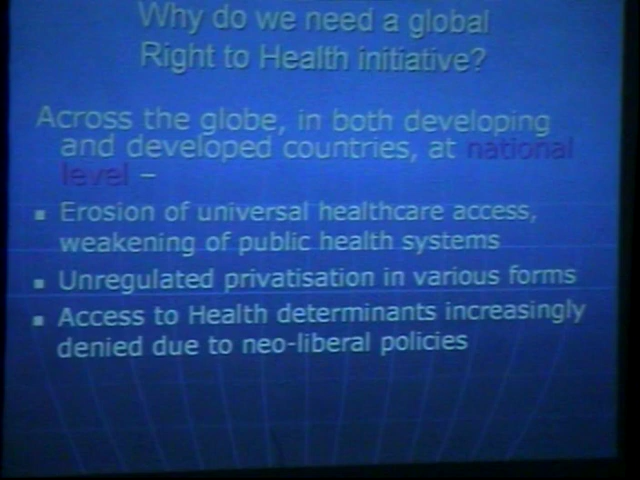 Why do we need a global
Right to Health initiative?
Across the globe, in both developing
and developed countries, at national
level –
▪ Erosion of universal healthcare access,
weakening of public health systems
▪ Unregulated privatisation in various forms
▪ Access to Health determinants increasingly
denied due to neo-liberal policies